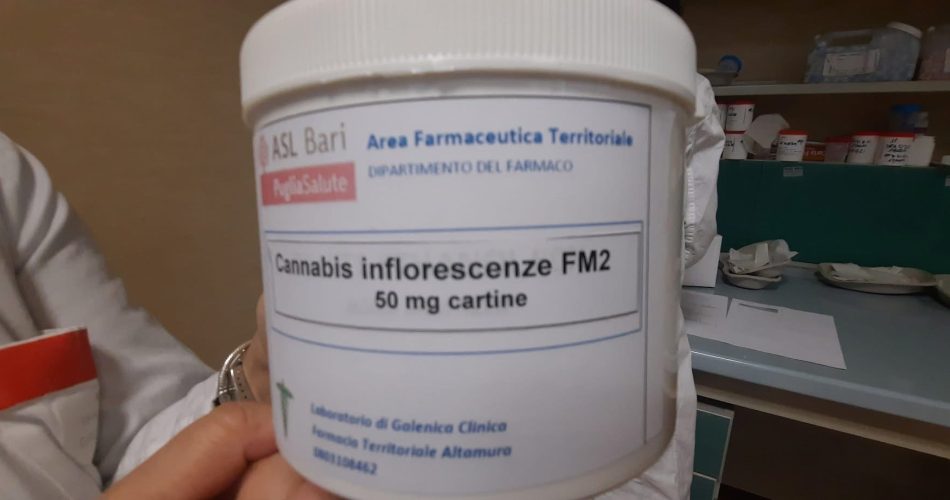 ASL Bari
PugliaSalute
Area Farmaceutica Territoriale
DIPARTIMENTO DEL FARMACO
Cannabis inflorescenze FM2
50 mg cartine
Laboratorio di Galenica Clinica
Farmacia Territoriale Altamura
0803108462